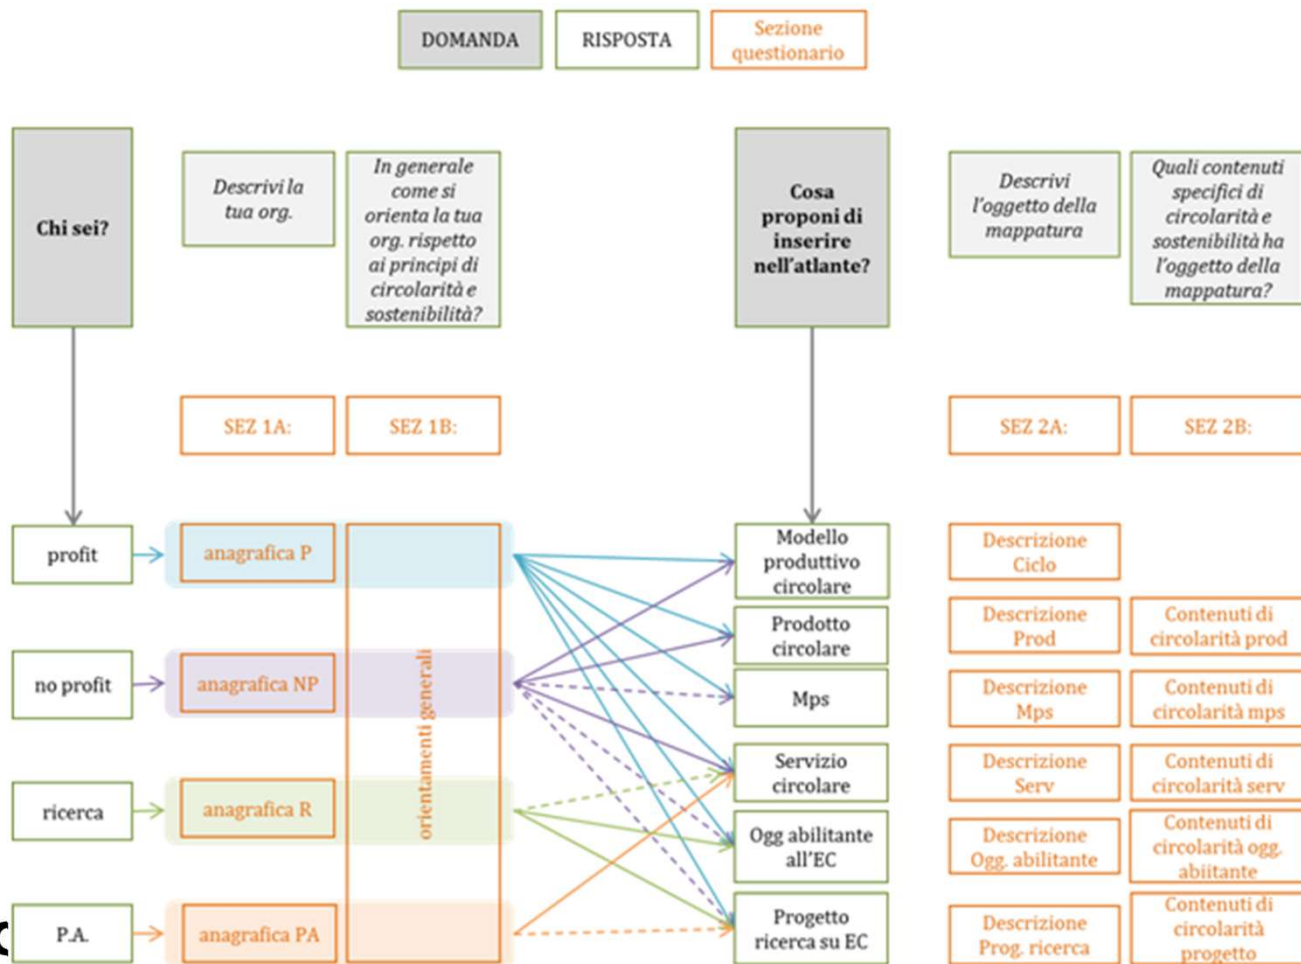 DOMANDA
RISPOSTA
Sezione
questionario
Chi sei?
Descrivi la
tua org.
In generale
come si
orienta la tua
org. rispetto
ai principi di
circolarità e
sostenibilità?
Cosa
proponi di
inserire
nell'atlante?
Descrivi
l'oggetto della
mappatura
Quali contenuti
specifici di
circolarità e
sostenibilità ha
l'oggetto della
mappatura?
SEZ 1A:
SEZ 1B:
SEZ 2A:
SEZ 2B:
profit
anagrafica P
no profit
anagrafica NP
ricerca
anagrafica R
P.A.
anagrafica PA
orientamenti generali
Modello
produttivo
circolare
Descrizione
Ciclo
Prodotto
circolare
Descrizione
Prod
Contenuti di
circolarità prod
Mps
Descrizione
Mps
Contenuti di
circolarità mps
Servizio
circolare
Descrizione
Serv
Contenuti di
circolarità serv
Ogg abilitante
all'EC
Descrizione
Ogg. abilitante
Contenuti di
circolarità ogg.
abiitante
Progetto
ricerca su EC
Descrizione
Prog. ricerca
Contenuti di
circolarità
progetto